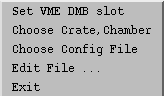 Set VME DMB slot
Choose Crate,Chamber
Choose Config File
Edit File ...
Exit